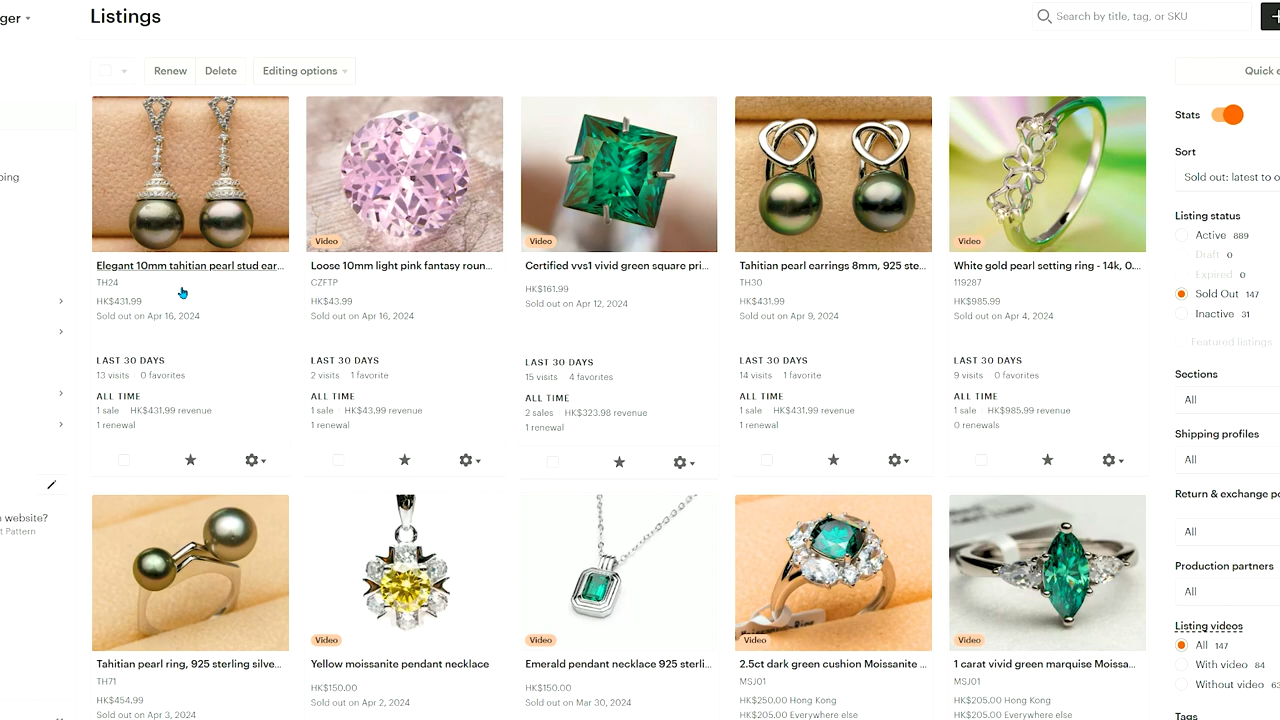 ger
Listings
Search by title, tag, or SKU
Renew
Delete
Editing options
Quick e
Stats
Sort
Sold out: latest to o
Listing status
Active 889
Draft 0
Expired 0
Sold Out 147
Inactive 31
Featured listings
Sections
All
Shipping profiles
All
Return & exchange po
All
Production partners
All
Listing videos
All 147
With video 84
Without video 63
Tags
ping
n website?
t Pattern
Elegant 10mm tahitian pearl stud ear...
TH24
HK$431.99
Sold out on Apr 16, 2024
LAST 30 DAYS
13 visits 0 favorites
ALL TIME
1 sale HK$431.99 revenue
1 renewal
Video
Loose 10mm light pink fantasy roun...
CZFTP
HK$43.99
Sold out on Apr 16, 2024
LAST 30 DAYS
2 visits 1 favorite
ALL TIME
1 sale HK$43.99 revenue
1 renewal
Video
Certified vvs1 vivid green square pri...
HK$161.99
Sold out on Apr 12, 2024
LAST 30 DAYS
15 visits 4 favorites
ALL TIME
2 sales HK$323.98 revenue
1 renewal
Tahitian pearl earrings 8mm, 925 ste...
TH30
HK$431.99
Sold out on Apr 9, 2024
LAST 30 DAYS
14 visits 1 favorite
ALL TIME
1 sale HK$431.99 revenue
1 renewal
Video
White gold pearl setting ring - 14k, 0....
119287
HK$985.99
Sold out on Apr 4, 2024
LAST 30 DAYS
9 visits 0 favorites
ALL TIME
1 sale HK$985.99 revenue
0 renewals
Tahitian pearl ring, 925 sterling silve...
TH71
HK$454.99
Sold out on Apr 3, 2024
Video
Yellow moissanite pendant necklace
HK$150.00
Sold out on Apr 2, 2024
Video
Emerald pendant necklace 925 sterli...
HK$150.00
Sold out on Mar 30, 2024
Video
2.5ct dark green cushion Moissanite ...
MSJ01
HK$250.00 Hong Kong
HK$205.00 Everywhere else
Video
1 carat vivid green marquise Moissa...
MSJ01
HK$205.00 Hong Kong
HK$205.00 Everywhere else